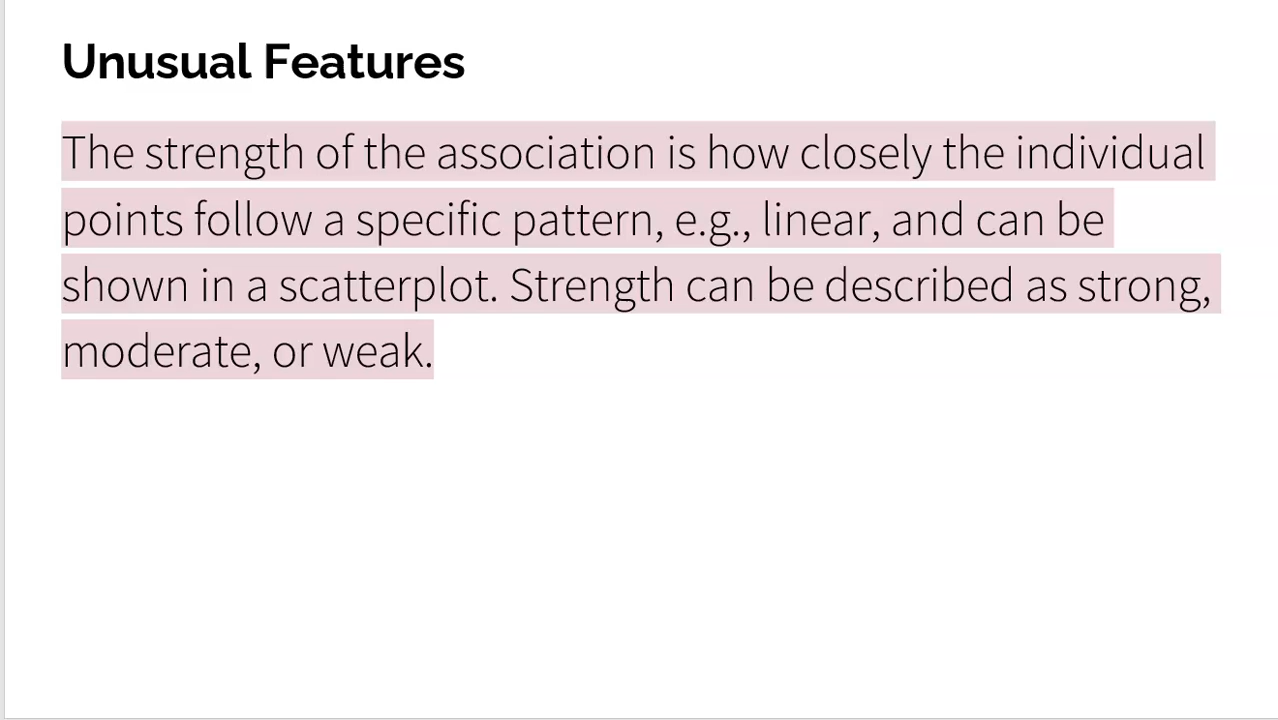 Unusual Features
The strength of the association is how closely the individual
points follow a specific pattern, e.g., linear, and can be
shown in a scatterplot. Strength can be described as strong,
moderate, or weak.